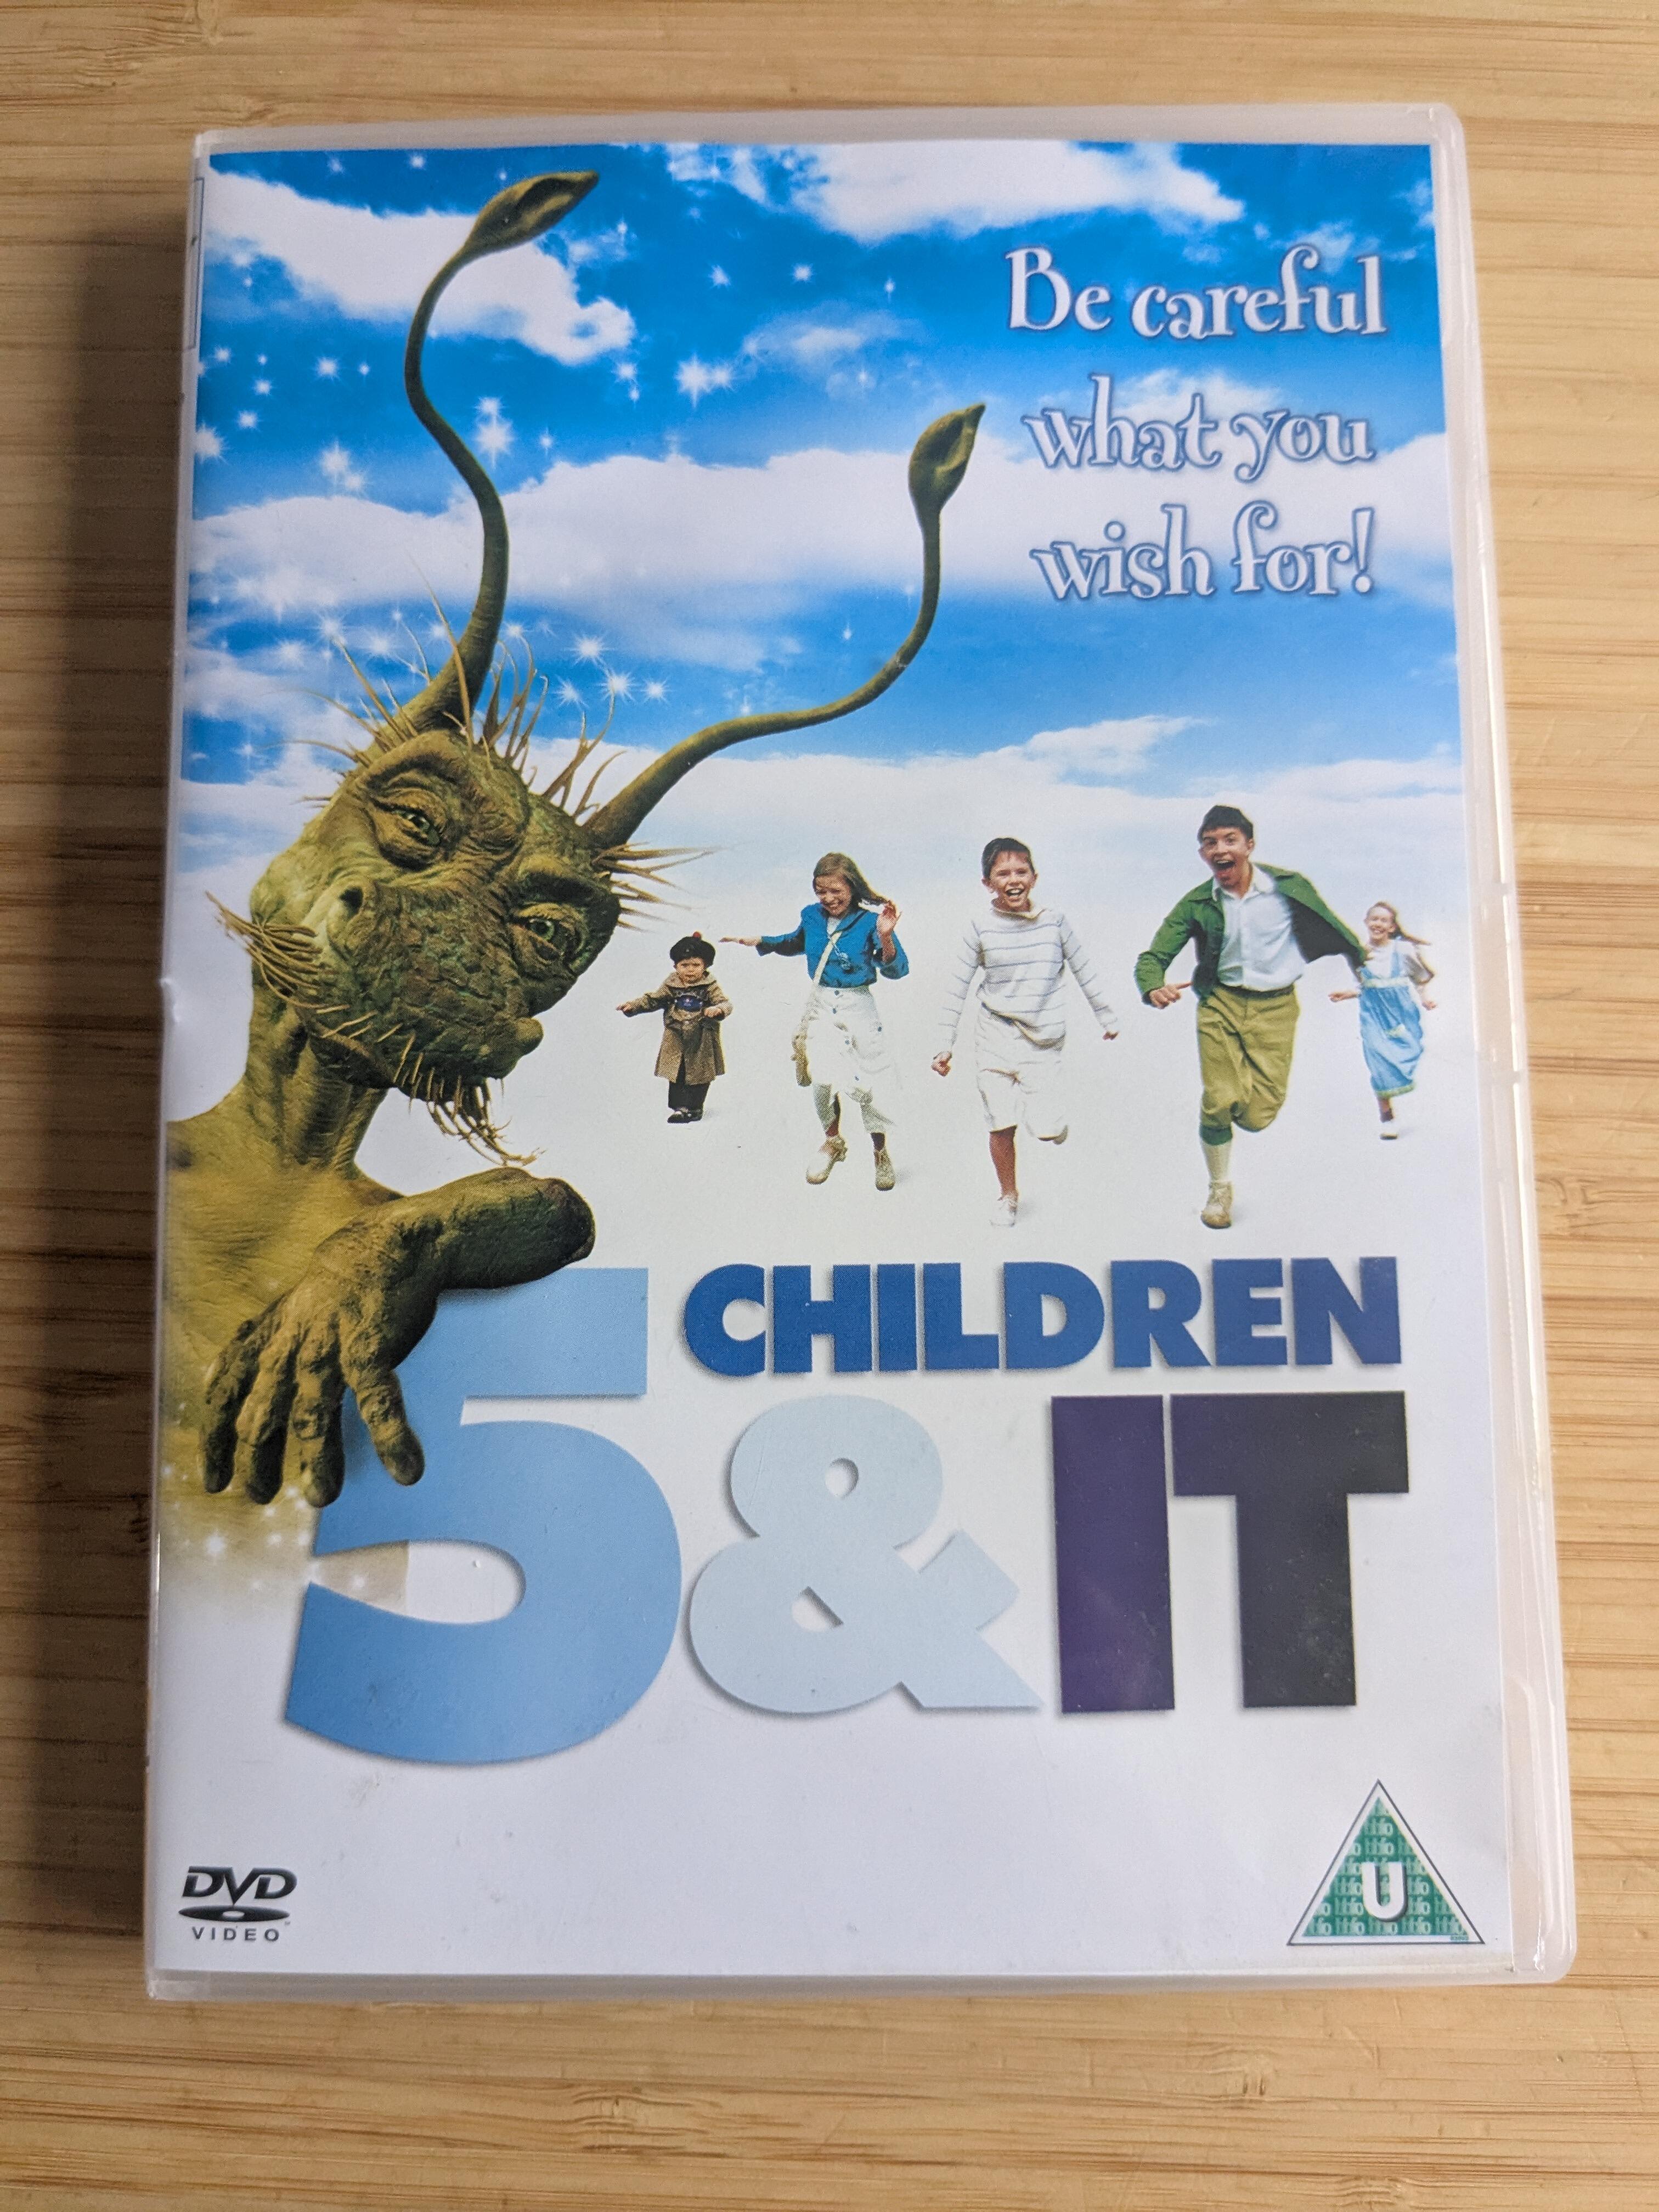 Be careful
what you
wish for!
5 CHILDREN
& IT
DVD
VIDEO
U